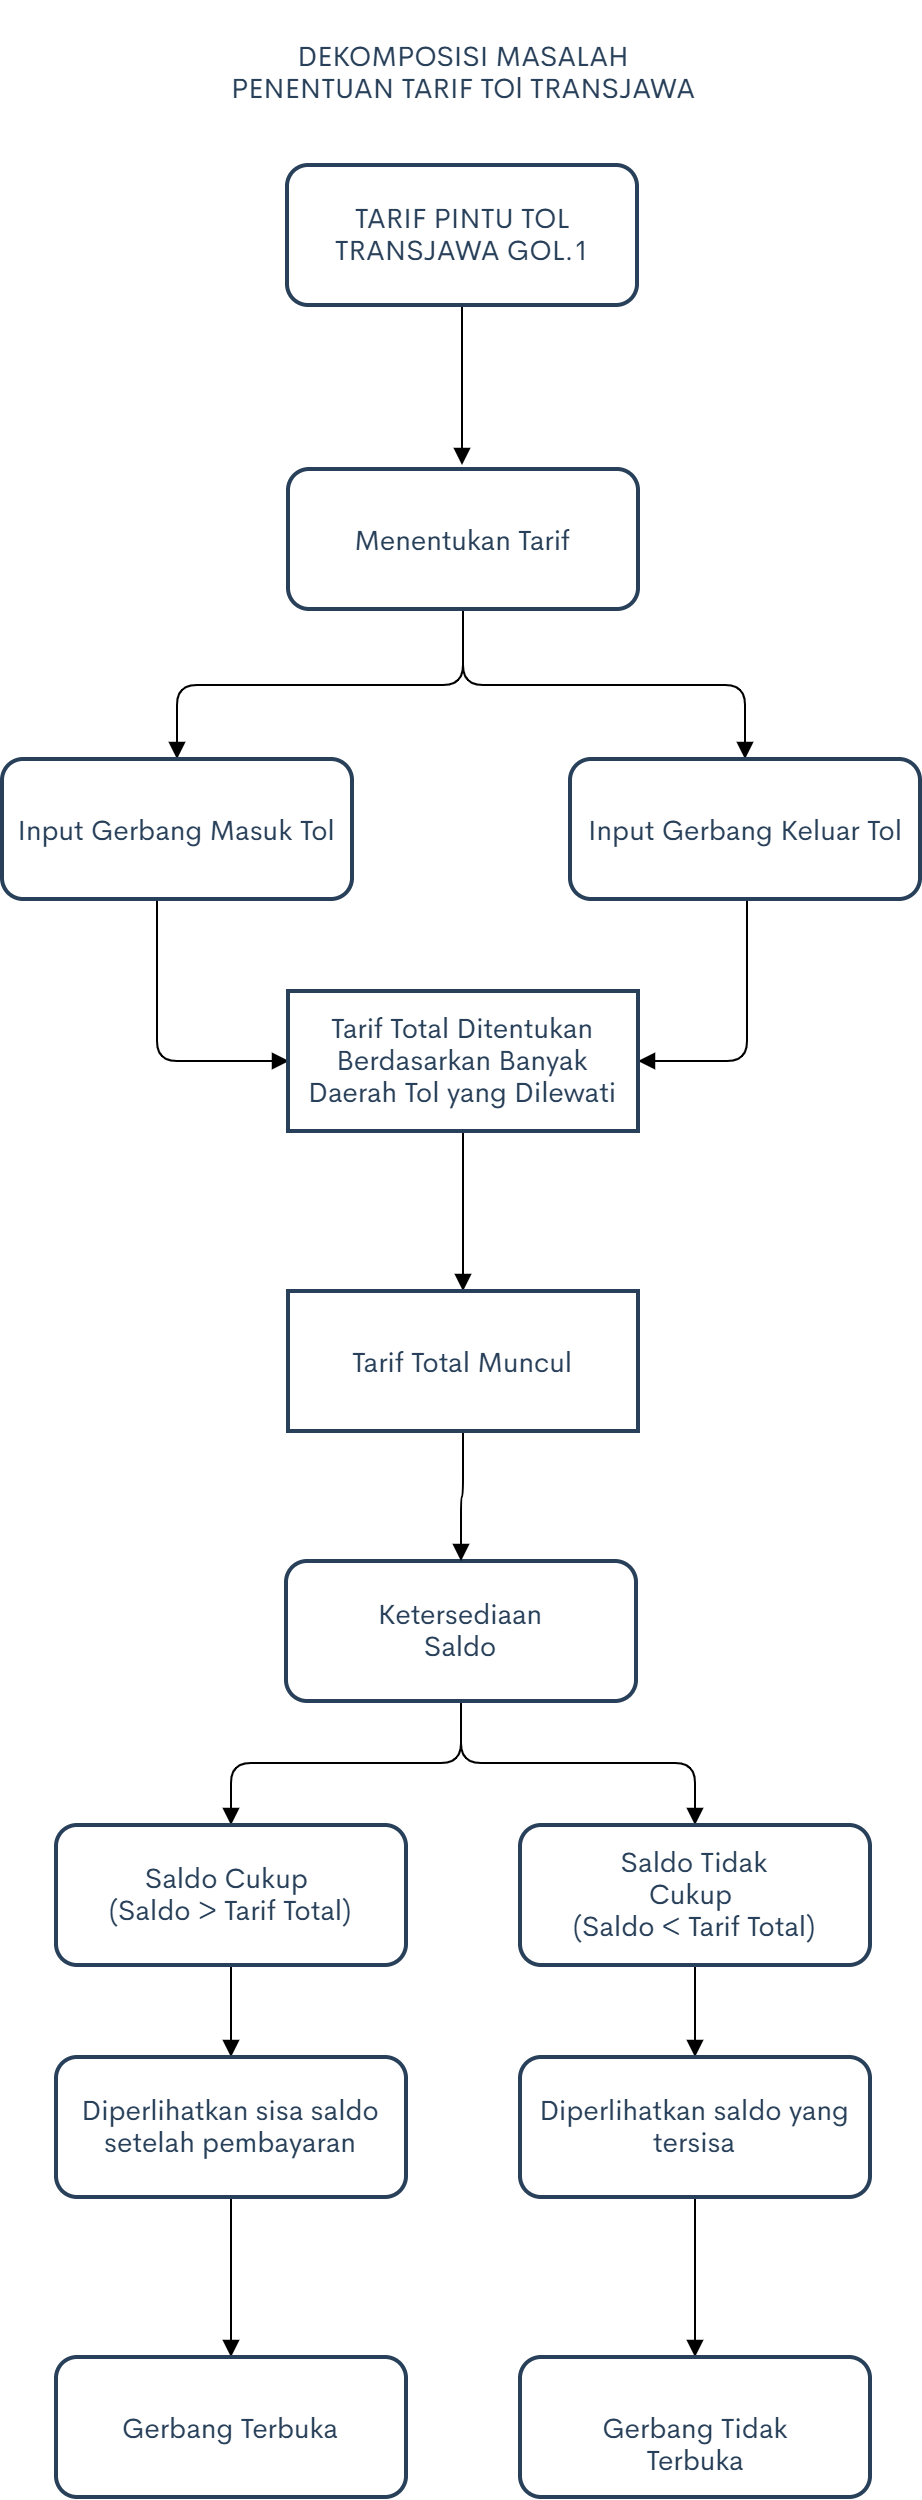 DEKOMPOSISI MASALAH
PENENTUAN TARIF TOl TRANSJAWA
TARIF PINTU TOL
TRANSJAWA GOL.1
Menentukan Tarif
Input Gerbang Masuk Tol
Input Gerbang Keluar Tol
Tarif Total Ditentukan
Berdasarkan Banyak
Daerah Tol yang Dilewati
Tarif Total Muncul
Ketersediaan
Saldo
Saldo Cukup
(Saldo > Tarif Total)
Saldo Tidak
Cukup
(Saldo < Tarif Total)
Diperlihatkan sisa saldo
setelah pembayaran
Diperlihatkan saldo yang
tersisa
Gerbang Terbuka
Gerbang Tidak
Terbuka